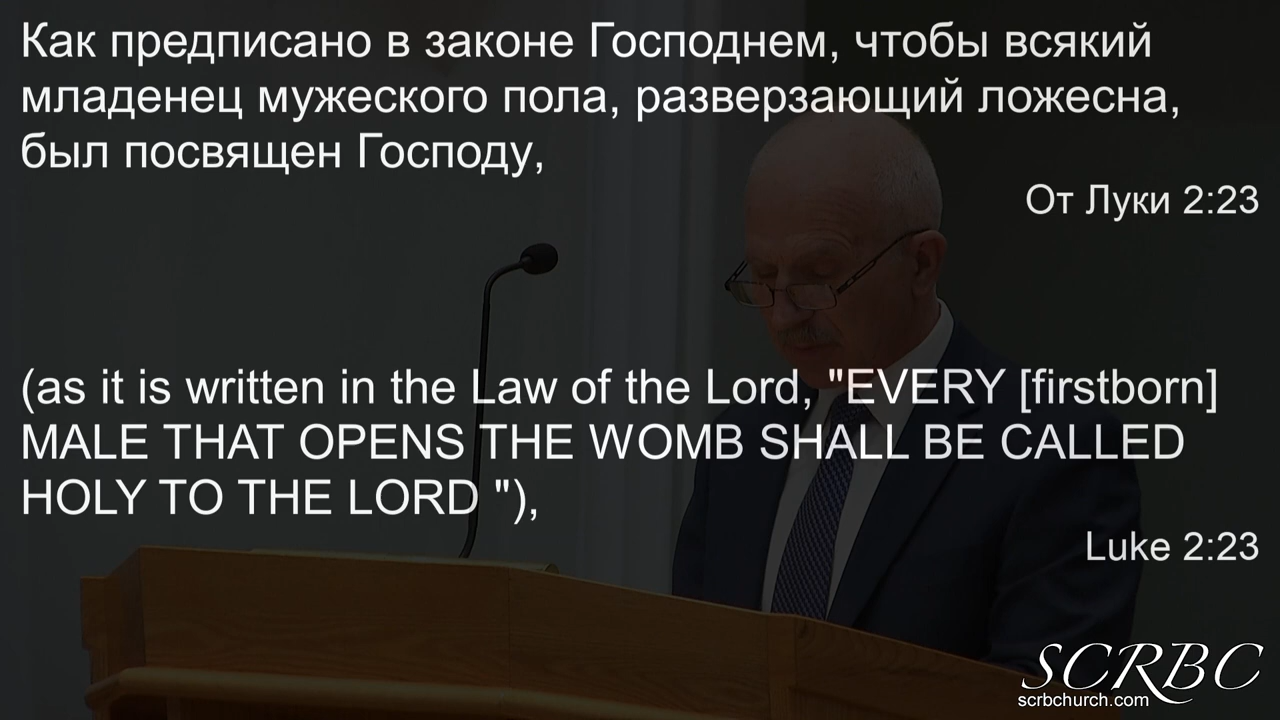 Как предписано в законе Господнем, чтобы всякий
младенец мужеского пола, разверзающий ложесна,
был посвящен Господу,
От Луки 2:23
(as it is written in the Law of the Lord, "EVERY [firstborn]
MALE THAT OPENS THE WOMB SHALL BE CALLED
HOLY TO THE LORD "),
Luke 2:23
SCRBC
scrbchurch.com